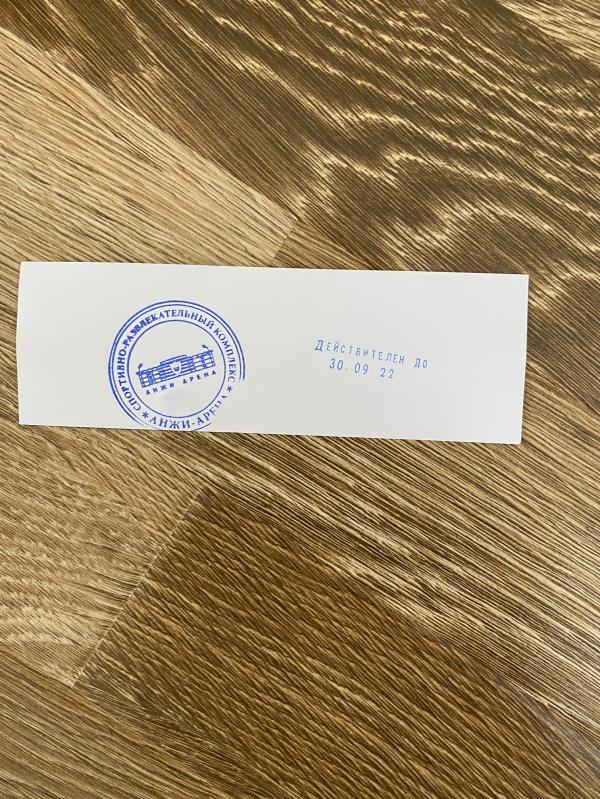 СПОРТИВНО-РАЗВЛЕКАТЕЛЬНЫЙ КОМПЛЕКС
АНЖИ АРЕНА
* АНЖИ-АРЕНА *
ДЕЙСТВИТЕЛЕН ДО
30. 09 22